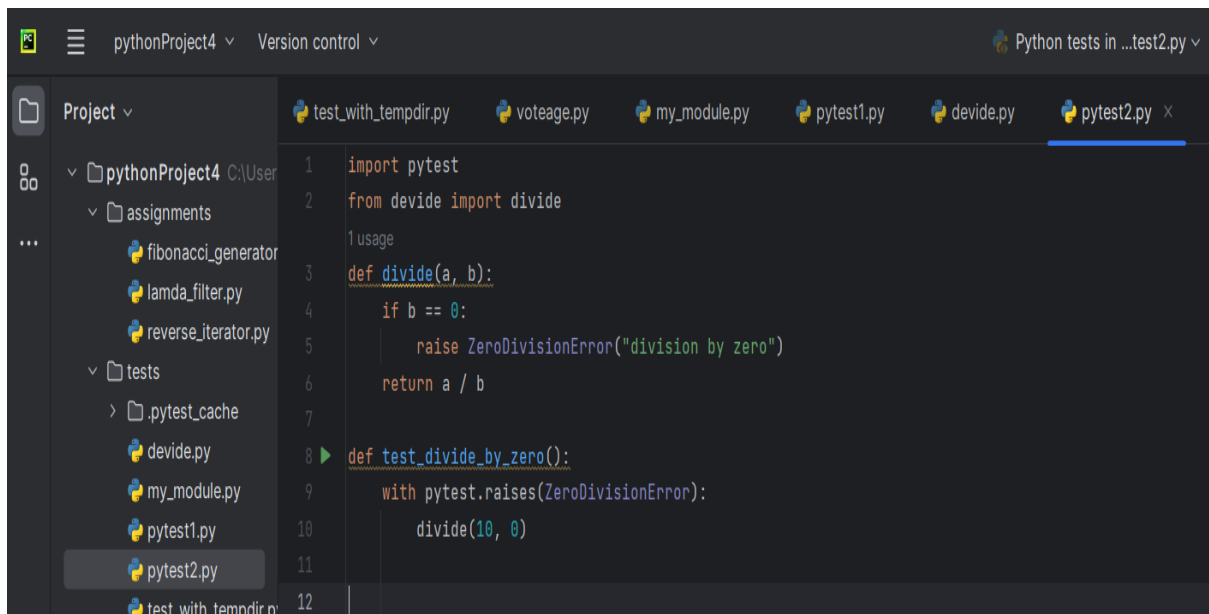 PC
pythonProject4 Version control Python tests in ...test2.py
Project
test_with_tempdir.py voteage.py my_module.py pytest1.py devide.py pytest2.py ×
pythonProject4 C:\User
assignments
fibonacci_generator
lamda_filter.py
reverse_iterator.py
tests
.pytest_cache
devide.py
my_module.py
pytest1.py
pytest2.py
test_with_tempdir.p
1 import pytest
2 from devide import divide
1 usage
3 def divide(a, b):
4 if b == 0:
5 raise ZeroDivisionError("division by zero")
6 return a / b
7
8 def test_divide_by_zero():
9 with pytest.raises(ZeroDivisionError):
10 divide(10, 0)
11
12